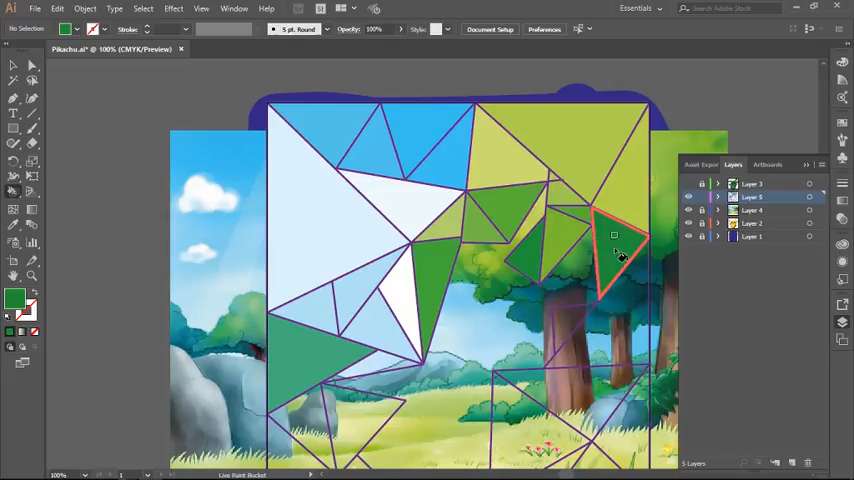 Ai File Edit Object Type Select Effect View Window Help Essentials Search Adobe Stock
No Selection Stroke: 5 pt. Round Opacity: 100% Style: Document Setup Preferences
Pikachu.ai* @ 100% (CMYK/Preview) ×
Asset Expor Layers Artboards
Layer 3
Layer 5
Layer 4
Layer 2
Layer 1
5 Layers
100% 1 Live Paint Bucket